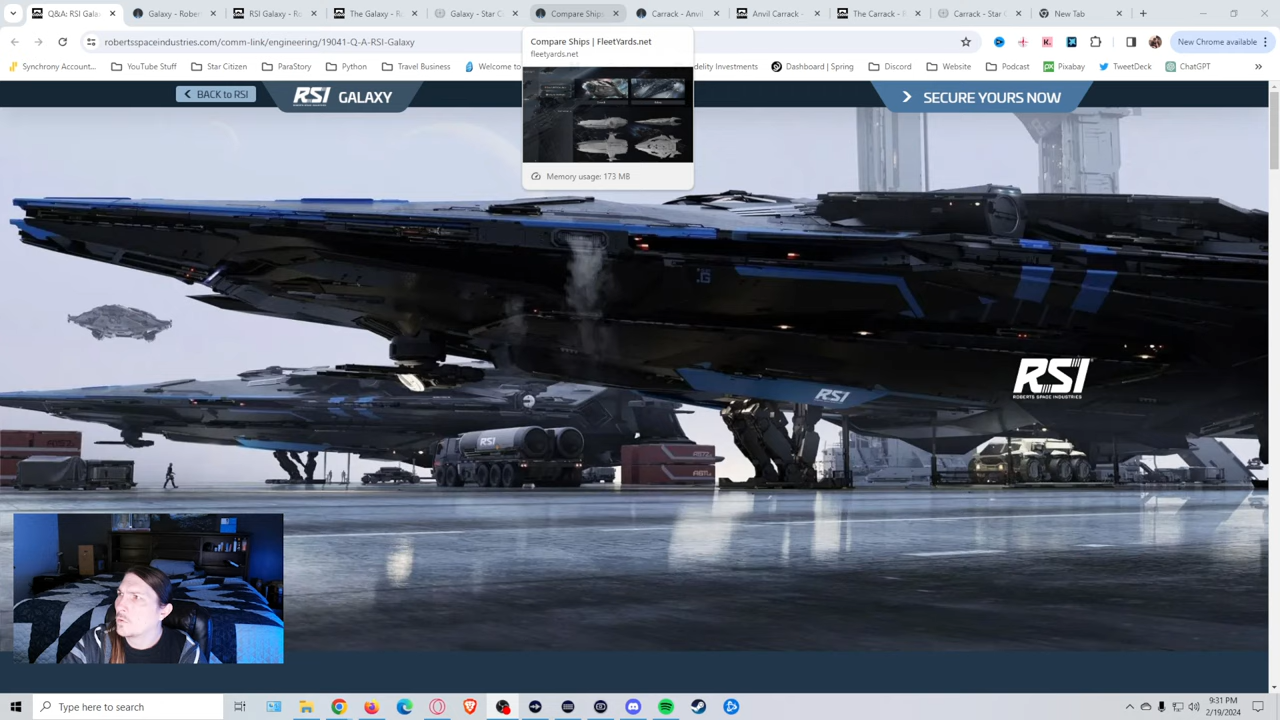 Q&A: RSI Gala
Galaxy - Rober
RSI Galaxy - Ro
The Galaxy - R
Galaxy - Star C
Compare Ships
Carrack - Anvi
Anvil Carrack -
The Carrack - R
Carrack - Star
New Tab
robertsspaceindustries.com/comm-link/engineering/19041-Q-A-RSI-Galaxy
New Chrome available
Compare Ships | FleetYards.net
fleetyards.net
Memory usage: 173 MB
Synchrony Account...
YouTube Stuff
Star Citizen
ParaStory
Python
Travel Business
Welcome to
delity Investments
Dashboard | Spring
Discord
Website
Podcast
Pixabay
TweetDeck
ChatGPT
BACK to RSI
RSI GALAXY
ROBERTS SPACE INDUSTRIES
SECURE YOURS NOW
RSI
ROBERTS SPACE INDUSTRIES
RSI
RSI
Type here to search
9:31 PM
2/19/2024